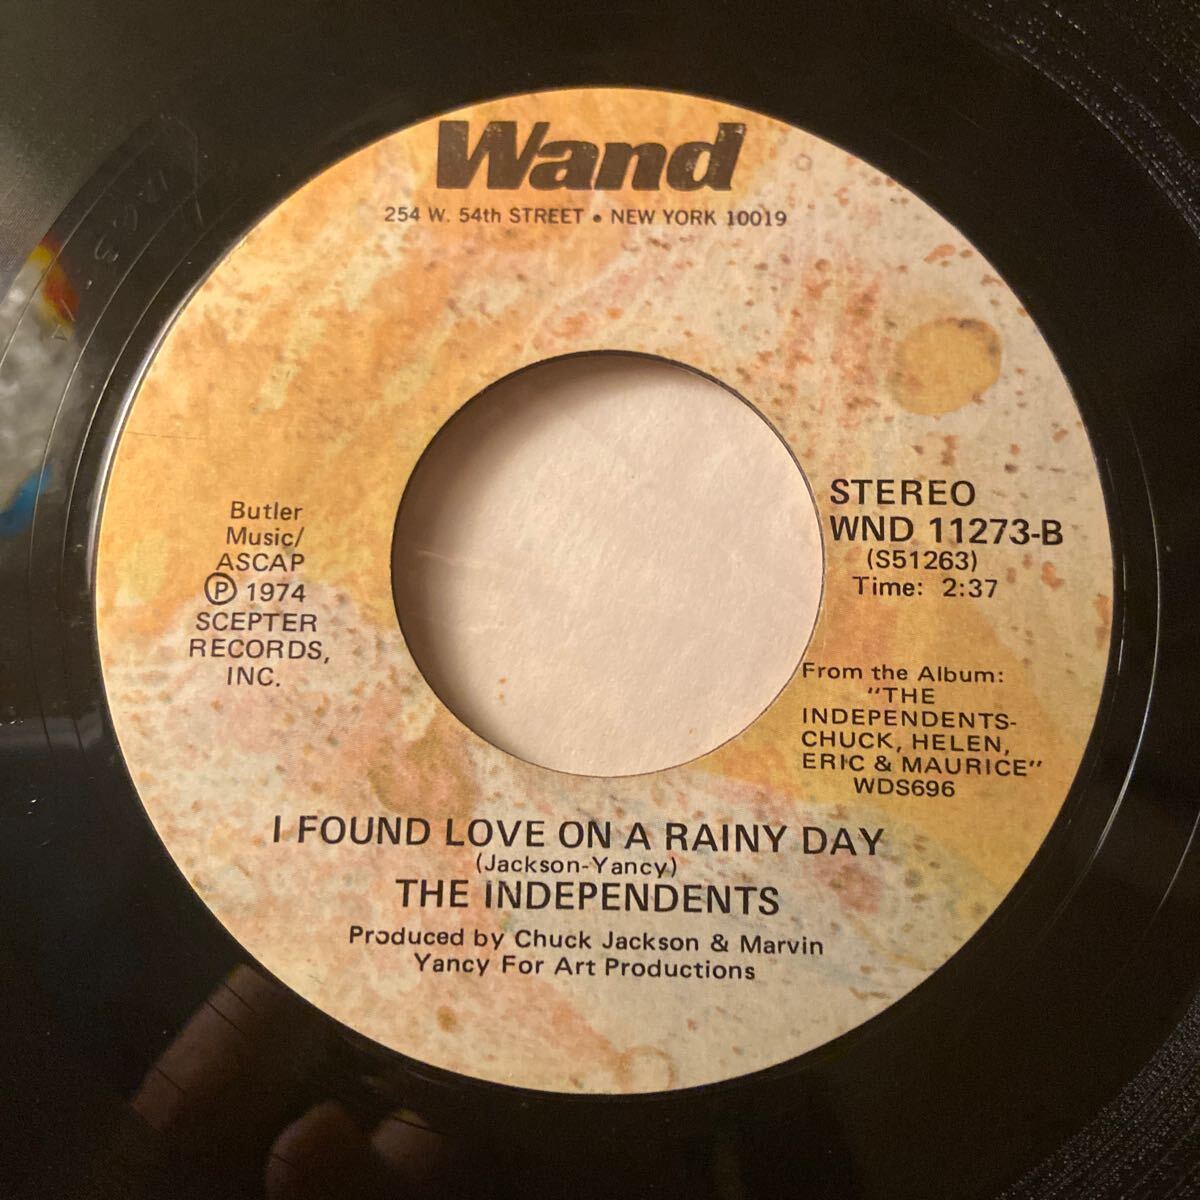 Wand
254 W. 54th STREET • NEW YORK 10019
Butler
Music/
ASCAP
Ⓟ 1974
SCEPTER
RECORDS,
INC.
STEREO
WND 11273-B
(S51263)
Time: 2:37
From the Album:
"THE
INDEPENDENTS-
CHUCK, HELEN,
ERIC & MAURICE"
WDS696
I FOUND LOVE ON A RAINY DAY
(Jackson-Yancy)
THE INDEPENDENTS
Produced by Chuck Jackson & Marvin
Yancy For Art Productions